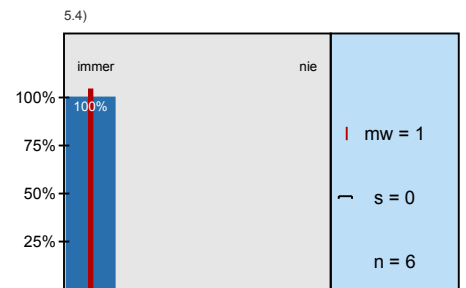 5.4)
immer nie
100%
100%
75%
mw = 1
50%
s = 0
25%
n = 6